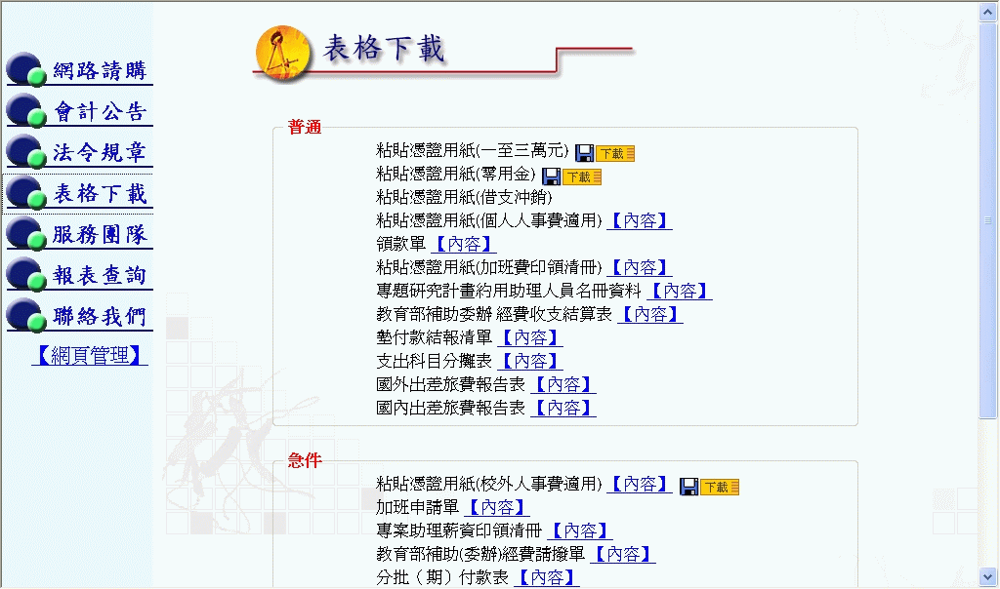 網路請購
會計公告
法令規章
表格下載
服務團隊
報表查詢
聯絡我們
【網頁管理】
表格下載
普通
粘貼憑證用紙(一至三萬元) 下載
粘貼憑證用紙(零用金) 下載
粘貼憑證用紙(借支沖銷)
粘貼憑證用紙(個人人事費適用) 【內容】
領款單 【內容】
粘貼憑證用紙(加班費印領清冊) 【內容】
專題研究計畫約用助理人員名冊資料 【內容】
教育部補助委辦 經費收支結算表 【內容】
墊付款結報清單 【內容】
支出科目分攤表 【內容】
國外出差旅費報告表 【內容】
國內出差旅費報告表 【內容】
急件
粘貼憑證用紙(校外人事費適用) 【內容】 下載
加班申請單 【內容】
專案助理薪資印領清冊 【內容】
教育部補助(委辦)經費請撥單 【內容】
分批（期）付款表 【內容】